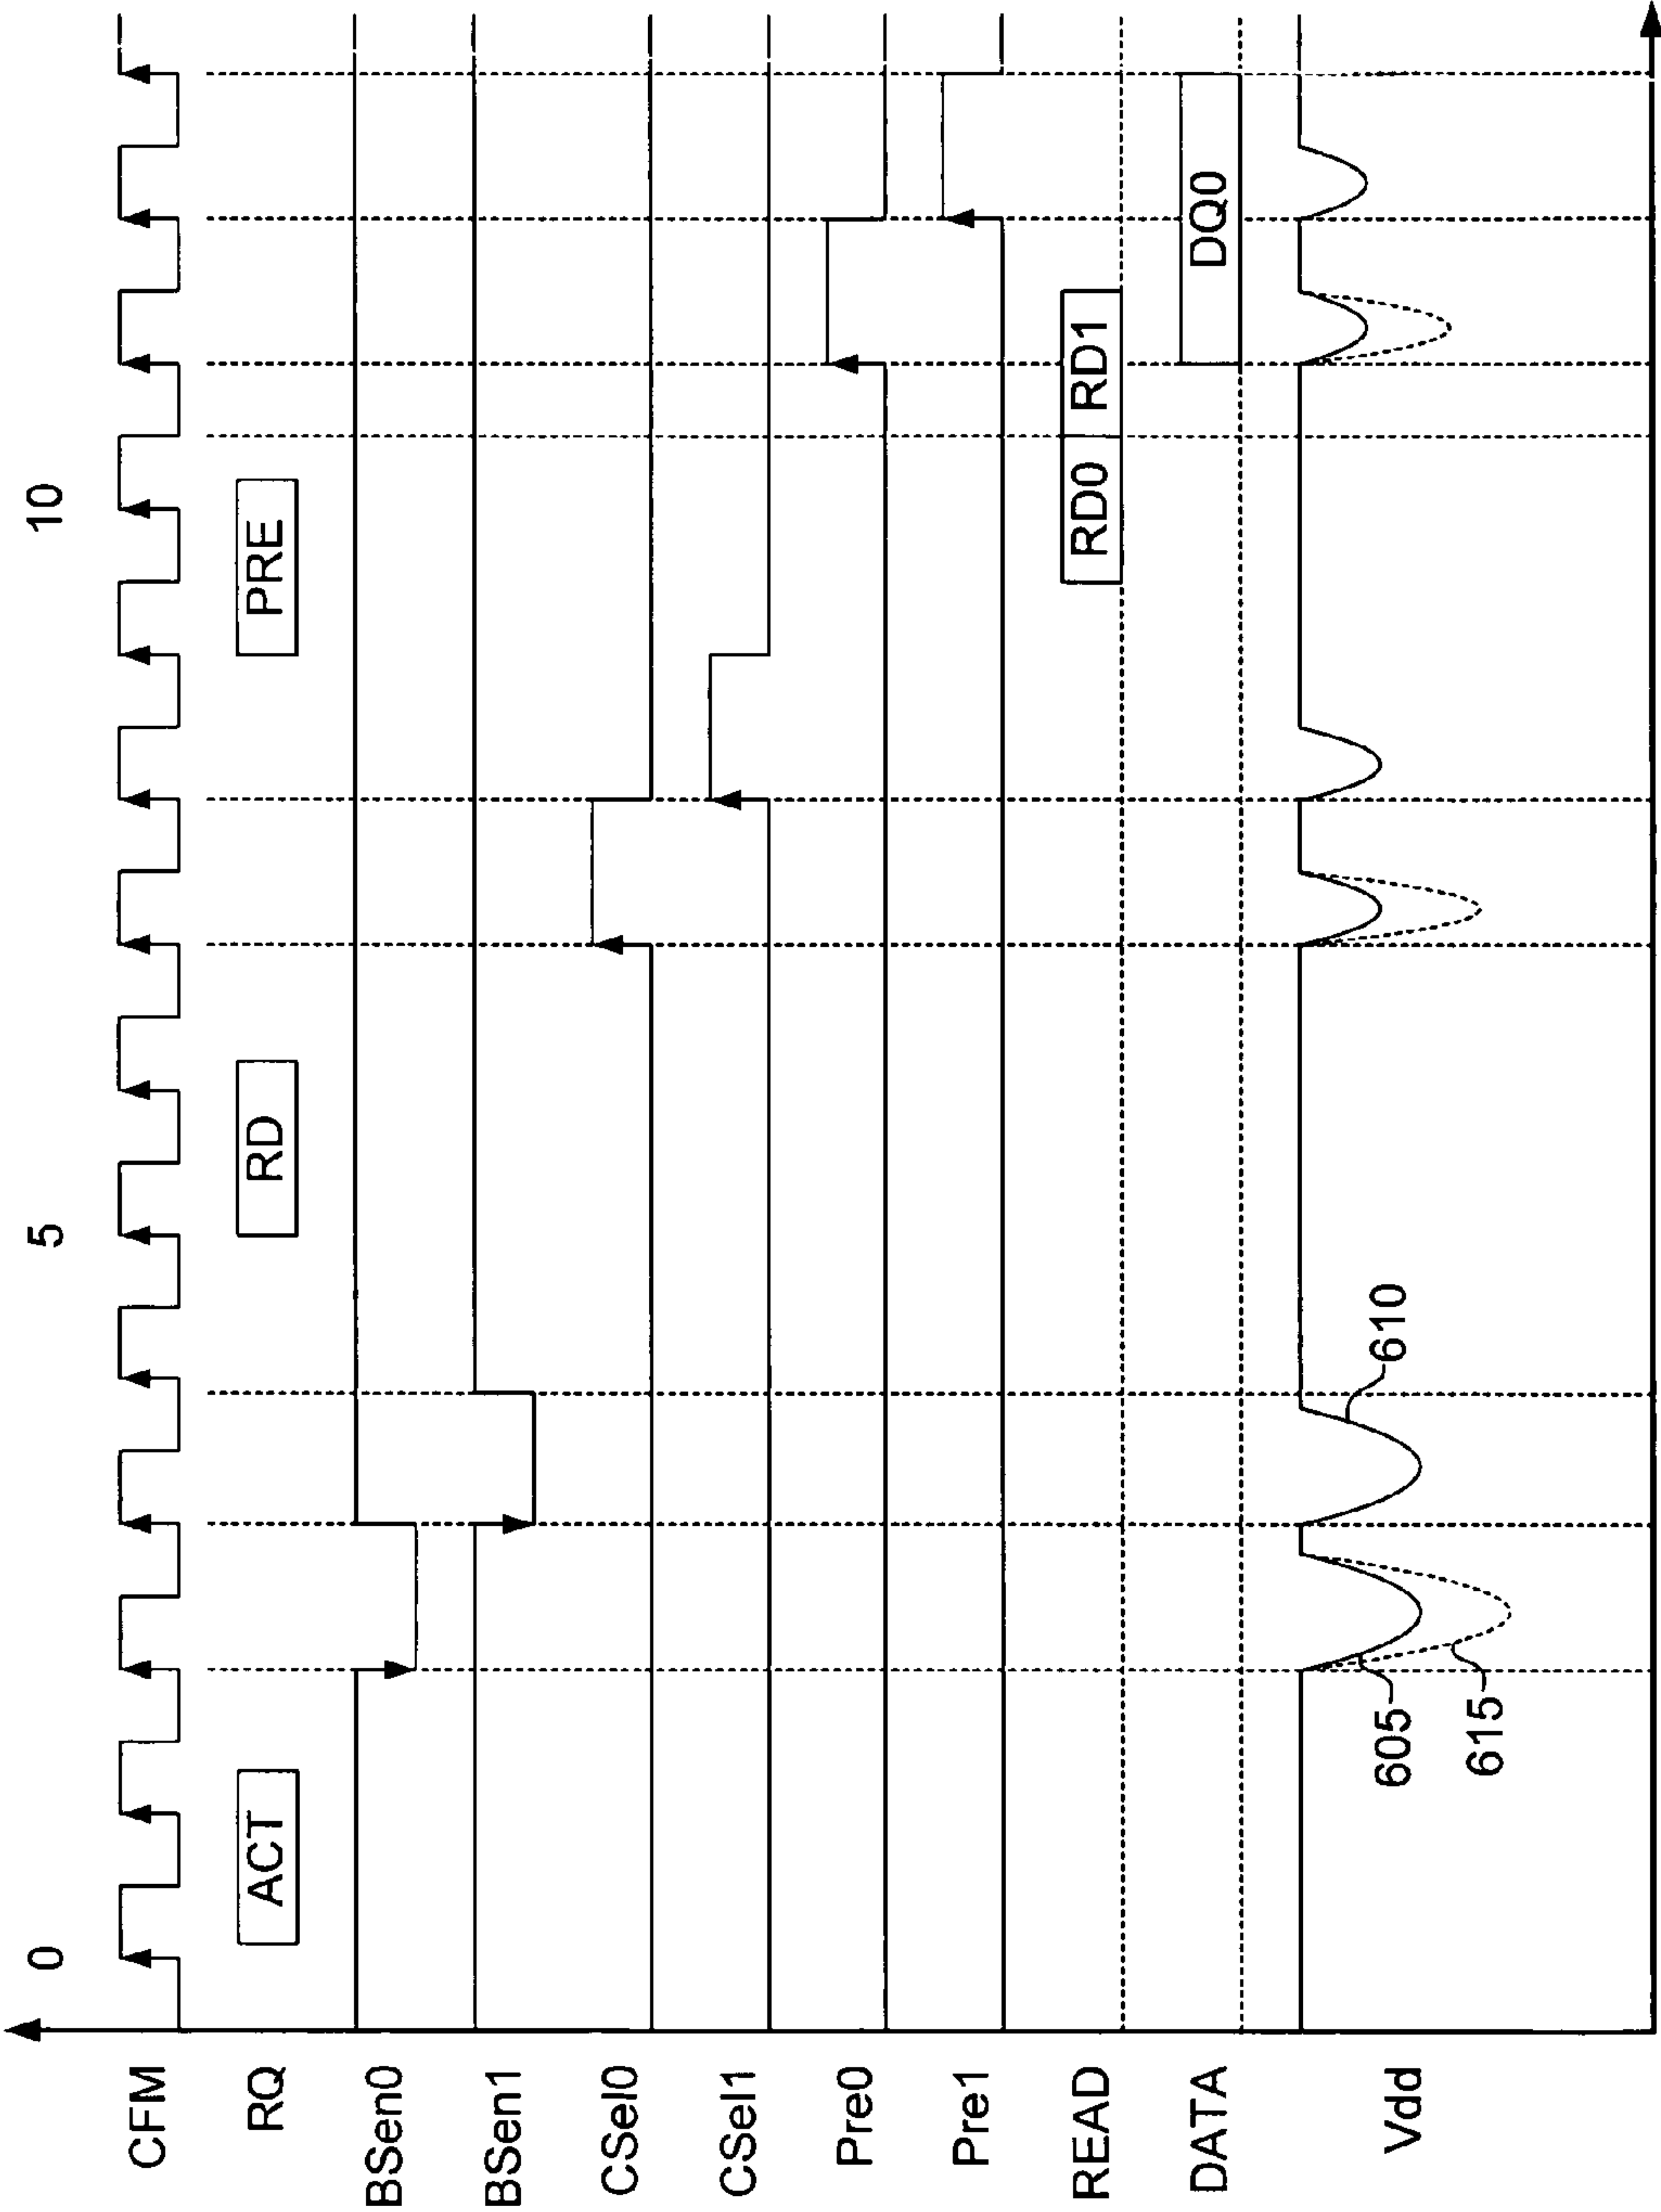 0 5 10
CFM
RQ ACT RD PRE
BSen0
BSen1
CSel0
CSel1
Pre0
Pre1
READ RD0 RD1
DATA DQ0
Vdd
605 610
615